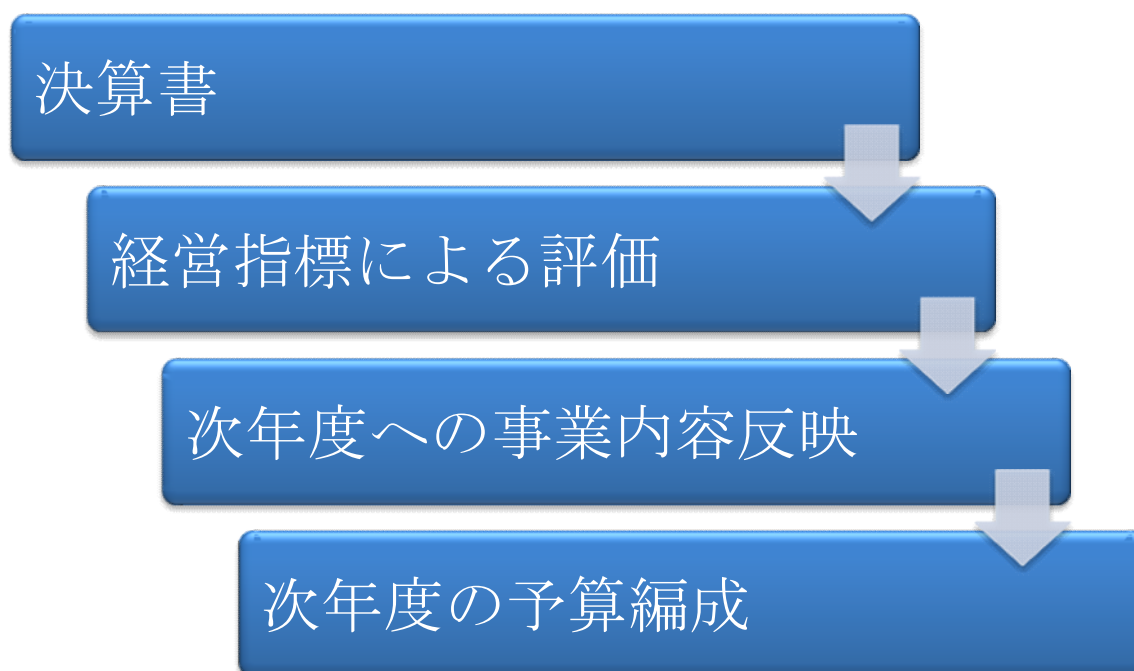 決算書
経営指標による評価
次年度への事業内容反映
次年度の予算編成